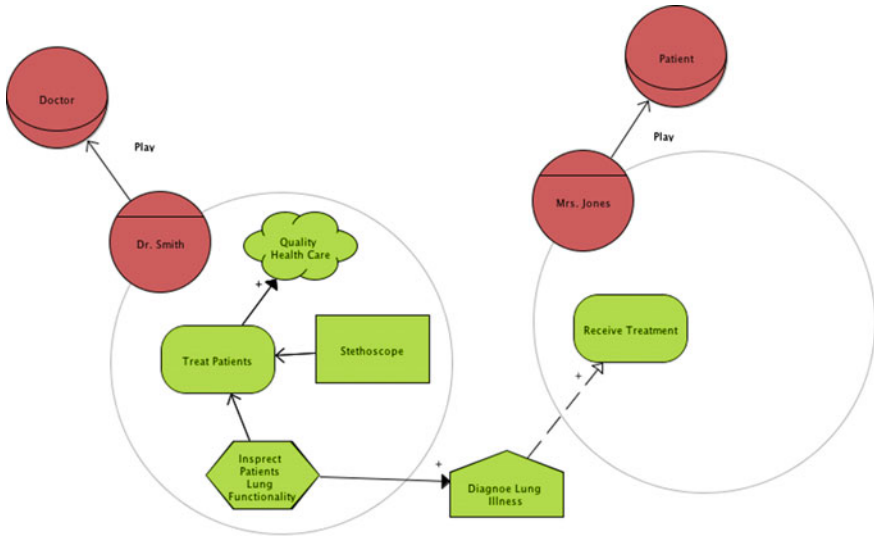 Patient
Doctor
Play
Play
Mrs. Jones
Dr. Smith
Quality
Health Care
+
Receive Treatment
Stethoscope
Treat Patients
+
Insprect
Patients
Lung
Functionality
+
Diagnoe Lung
Illness